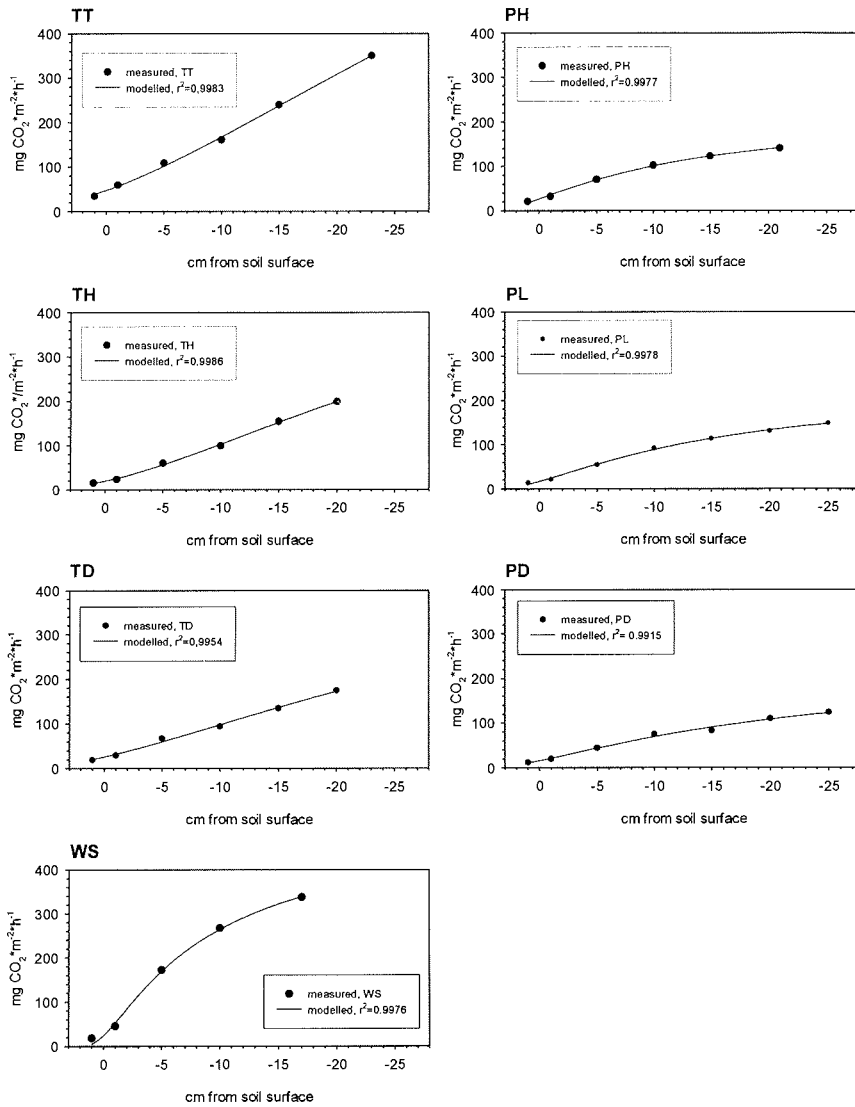 TT
400
300
200
100
0
mg CO2*m-2*h-1
measured, TT
modelled, r2=0,9983
0 -5 -10 -15 -20 -25
cm from soil surface
PH
400
300
200
100
0
mg CO2*m-2*h-1
measured, PH
modelled, r2=0.9977
0 -5 -10 -15 -20 -25
cm from soil surface
TH
400
300
200
100
0
mg CO2*/m-2*h-1
measured, TH
modelled, r2=0,9986
0 -5 -10 -15 -20 -25
cm from soil surface
PL
400
300
200
100
0
mg CO2*m-2*h-1
measured, PL
modelled, r2=0.9978
0 -5 -10 -15 -20 -25
cm from soil surface
TD
400
300
200
100
0
mg CO2*m-2*h-1
measured, TD
modelled, r2=0,9954
0 -5 -10 -15 -20 -25
cm from soil surface
PD
400
300
200
100
0
mg CO2*m-2*h-1
measured, PD
modelled, r2= 0.9915
0 -5 -10 -15 -20 -25
cm from soil surface
WS
400
300
200
100
0
mg CO2*m-2*h-1
measured, WS
modelled, r2=0.9976
0 -5 -10 -15 -20 -25
cm from soil surface